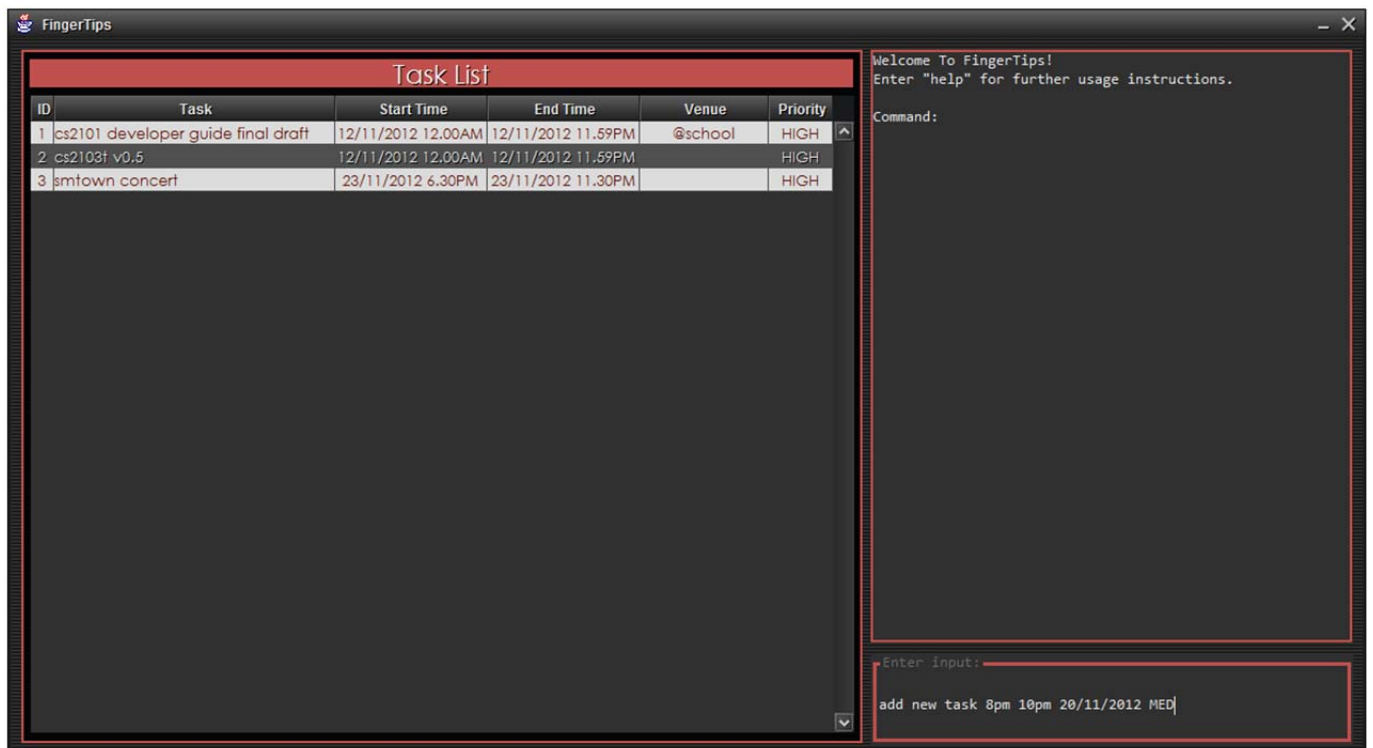 FingerTips
Task List
ID Task Start Time End Time Venue Priority
1 cs2101 developer guide final draft 12/11/2012 12.00AM 12/11/2012 11.59PM @school HIGH
2 cs2103t v0.5 12/11/2012 12.00AM 12/11/2012 11.59PM HIGH
3 smtown concert 23/11/2012 6.30PM 23/11/2012 11.30PM HIGH
Welcome To FingerTips!
Enter "help" for further usage instructions.
Command:
Enter input:
add new task 8pm 10pm 20/11/2012 MED